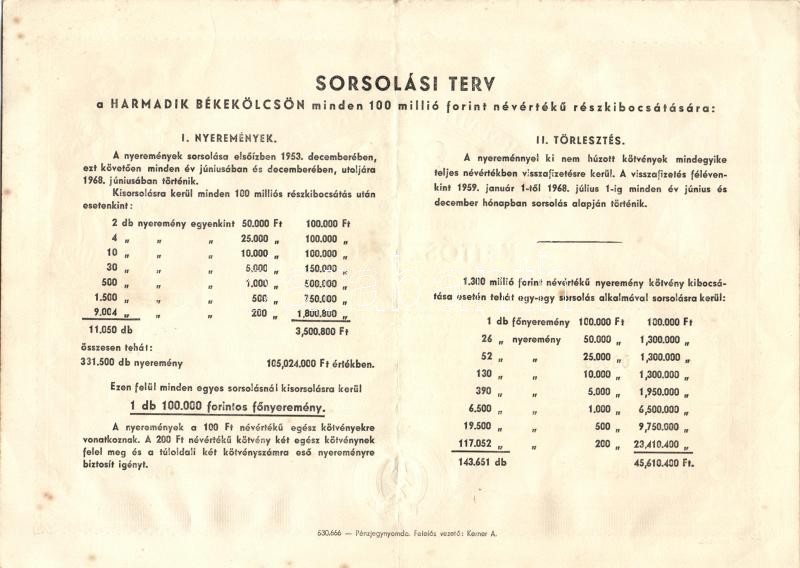 SORSOLÁSI TERV
a HARMADIK BÉKEKÖLCSÖN minden 100 millió forint névértékű részkibocsátására:
I. NYEREMÉNYEK.
A nyeremények sorsolása elsőízben 1953. decemberében,
ezt követően minden év júniusában és decemberében, utoljára
1968. júniusában történik.
Kisorsolásra kerül minden 100 milliós részkibocsátás után
esetenkint:
2 db nyeremény egyenkint 50.000 Ft 100.000 Ft
4 „ „ „ 25.000 „ 100.000 „
10 „ „ „ 10.000 „ 100.000 „
30 „ „ „ 5.000 „ 150.000 „
500 „ „ „ 1.000 „ 500.000 „
1.500 „ „ „ 500 „ 750.000 „
9.004 „ „ „ 200 „ 1,800.800 „
11.050 db 3,500.800 Ft
összesen tehát:
331.500 db nyeremény 105,024.000 Ft értékben.
Ezen felül minden egyes sorsolásnál kisorsolásra kerül
1 db 100.000 forintos főnyeremény.
A nyeremények a 100 Ft névértékű egész kötvényekre
vonatkoznak. A 200 Ft névértékű kötvény két egész kötvénynek
felel meg és a túloldali két kötvényszámra eső nyereményre
biztosít igényt.
II. TÖRLESZTÉS.
A nyereménnyel ki nem húzott kötvények mindegyike
teljes névértékben visszafizetésre kerül. A visszafizetés féléven-
kint 1959. január 1-től 1968. július 1-ig minden év június és
december hónapban sorsolás alapján történik.
1.300 millió forint névértékű nyeremény kötvény kibocsá-
tása esetén tehát egy-egy sorsolás alkalmával sorsolásra kerül:
1 db főnyeremény 100.000 Ft 100.000 Ft
26 „ nyeremény 50.000 „ 1,300.000 „
52 „ „ 25.000 „ 1,300.000 „
130 „ „ 10.000 „ 1,300.000 „
390 „ „ 5.000 „ 1,950.000 „
6.500 „ „ 1.000 „ 6,500.000 „
19.500 „ „ 500 „ 9,750.000 „
117.052 „ „ 200 „ 23,410.400 „
143.651 db 45,610.400 Ft.
530.666 — Pénzjegynyomda. Felelős vezető: Kerner A.